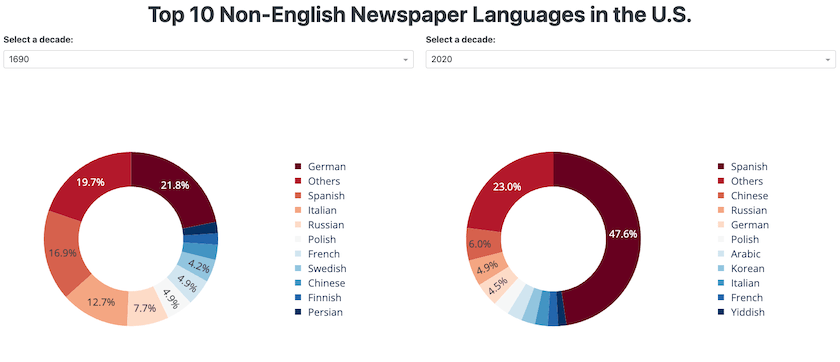 Top 10 Non-English Newspaper Languages in the U.S.
Select a decade:
1690
Select a decade:
2020
21.8%
19.7%
16.9%
12.7%
7.7%
4.9%
4.9%
4.2%
German
Others
Spanish
Italian
Russian
Polish
French
Swedish
Chinese
Finnish
Persian
47.6%
23.0%
6.0%
4.9%
4.5%
Spanish
Others
Chinese
Russian
German
Polish
Arabic
Korean
Italian
French
Yiddish